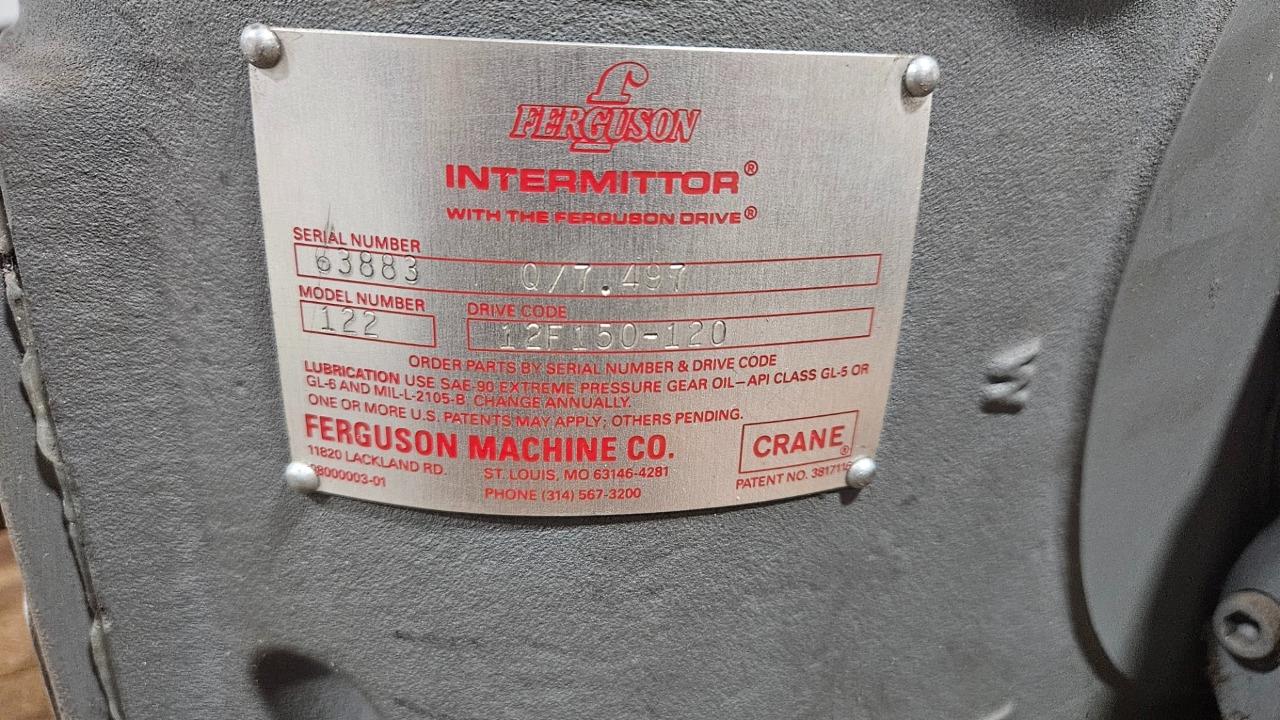 f
FERGUSON
INTERMITTOR®
WITH THE FERGUSON DRIVE®
SERIAL NUMBER
63883 Q/7.497
MODEL NUMBER DRIVE CODE
122 12F150-120
ORDER PARTS BY SERIAL NUMBER & DRIVE CODE
LUBRICATION USE SAE-90 EXTREME PRESSURE GEAR OIL—API CLASS GL-5 OR
GL-6 AND MIL-L-2105-B. CHANGE ANNUALLY.
ONE OR MORE U.S. PATENTS MAY APPLY; OTHERS PENDING.
FERGUSON MACHINE CO. CRANE®
11820 LACKLAND RD. ST. LOUIS, MO 63146-4281
PHONE (314) 567-3200
PATENT NO.